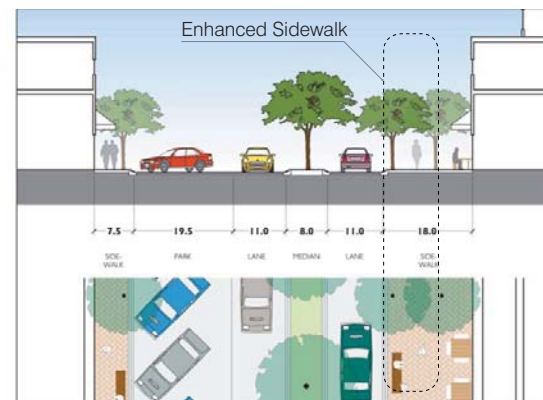 Enhanced Sidewalk
7.5 19.5 11.0 8.0 11.0 18.0
SIDE-
WALK
PARK
LANE
MEDIAN
LANE
SIDE-
WALK